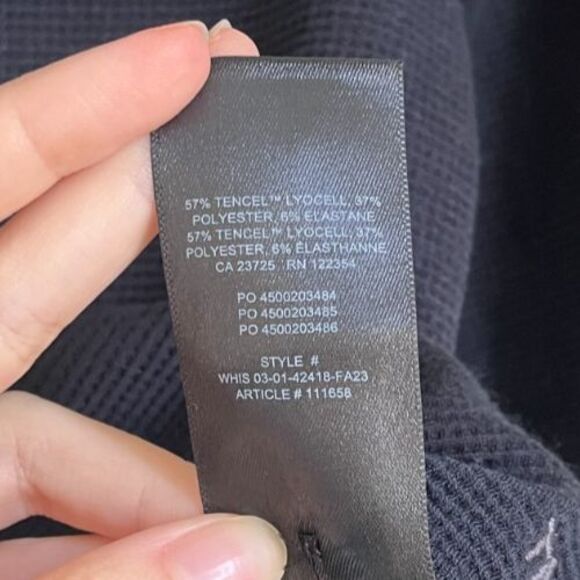 57% TENCEL™ LYOCELL, 37%
POLYESTER, 6% ELASTANE
57% TENCEL™ LYOCELL, 37%
POLYESTER, 6% ÉLASTHANNE
CA 23725 RN 122354
PO 4500203484
PO 4500203485
PO 4500203486
STYLE #
WHIS 03-01-42418-FA23
ARTICLE # 111658